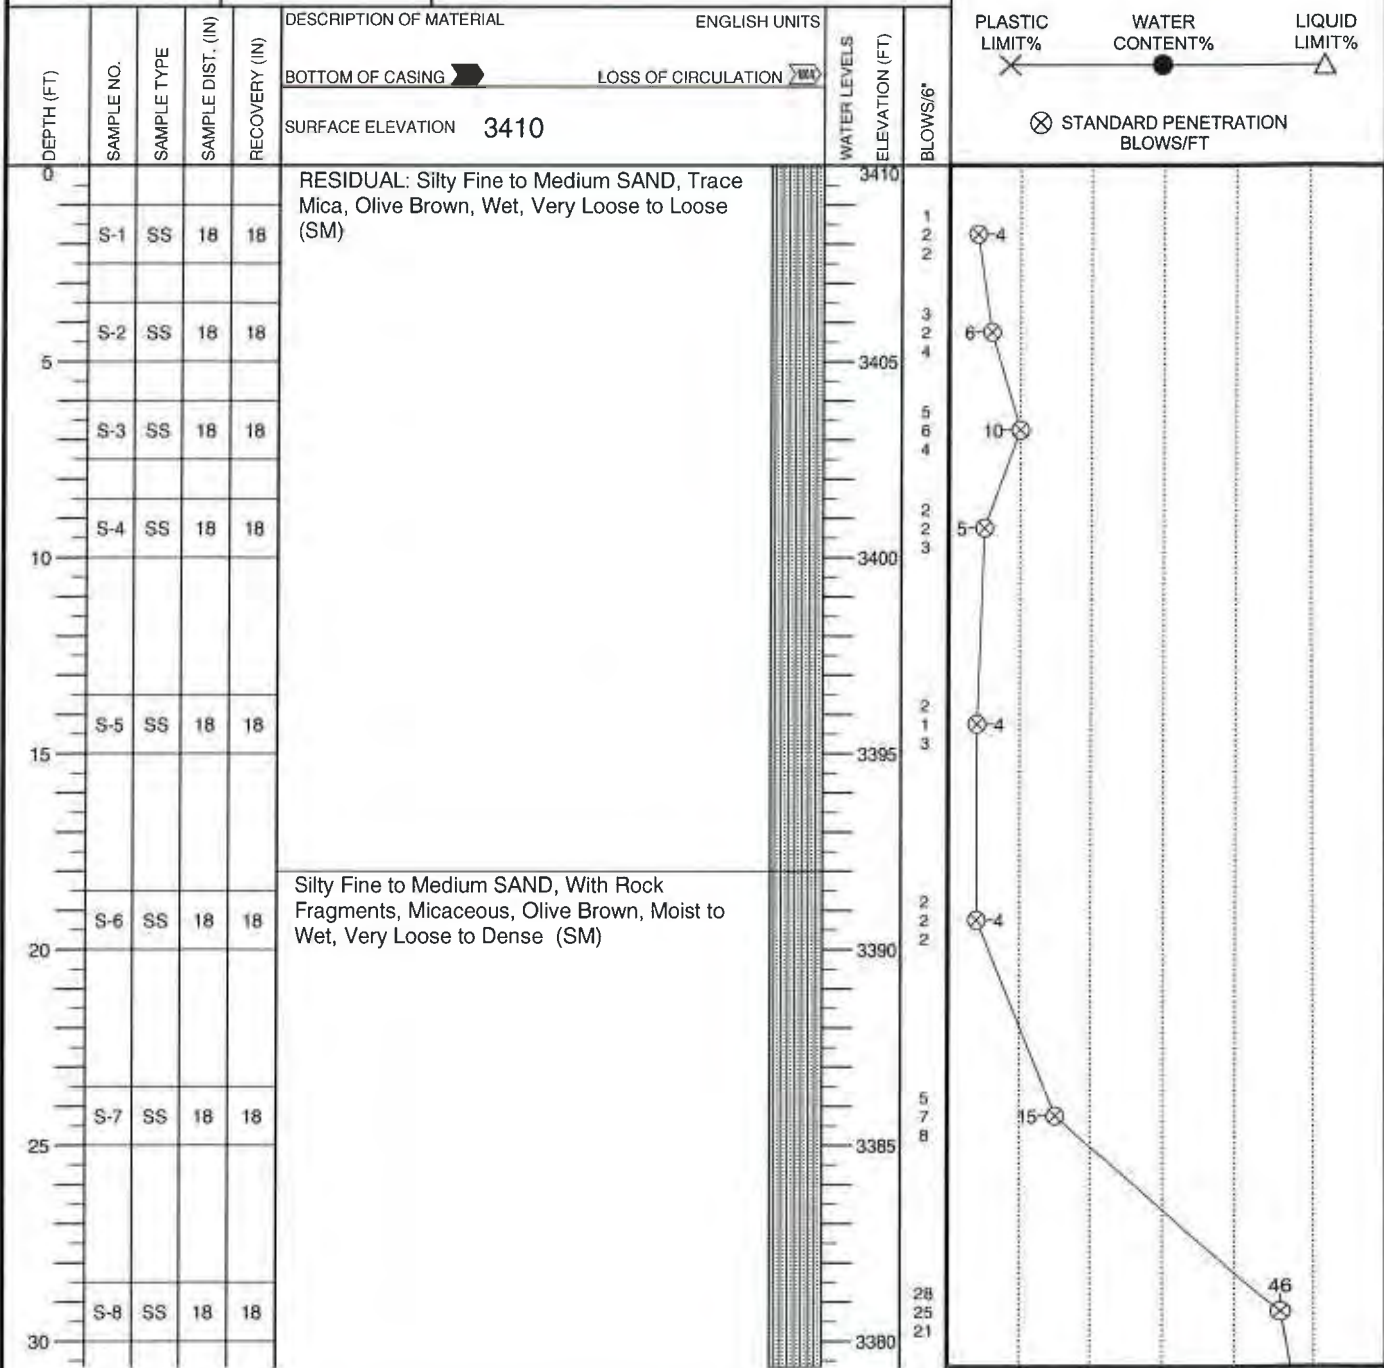 DESCRIPTION OF MATERIAL ENGLISH UNITS
BOTTOM OF CASING LOSS OF CIRCULATION
SURFACE ELEVATION 3410
DEPTH (FT)
SAMPLE NO.
SAMPLE TYPE
SAMPLE DIST. (IN)
RECOVERY (IN)
WATER LEVELS
ELEVATION (FT)
BLOWS/6"
PLASTIC LIMIT%
WATER CONTENT%
LIQUID LIMIT%
⊗ STANDARD PENETRATION
BLOWS/FT
0 3410
RESIDUAL: Silty Fine to Medium SAND, Trace
Mica, Olive Brown, Wet, Very Loose to Loose
(SM)
S-1 SS 18 18 1 2 2 4
S-2 SS 18 18 3 2 4 6
5 3405
S-3 SS 18 18 5 6 4 10
S-4 SS 18 18 2 2 3 5
10 3400
S-5 SS 18 18 2 1 3 4
15 3395
Silty Fine to Medium SAND, With Rock
Fragments, Micaceous, Olive Brown, Moist to
Wet, Very Loose to Dense (SM)
S-6 SS 18 18 2 2 2 4
20 3390
S-7 SS 18 18 5 7 8 15
25 3385
S-8 SS 18 18 28 25 21 46
30 3380